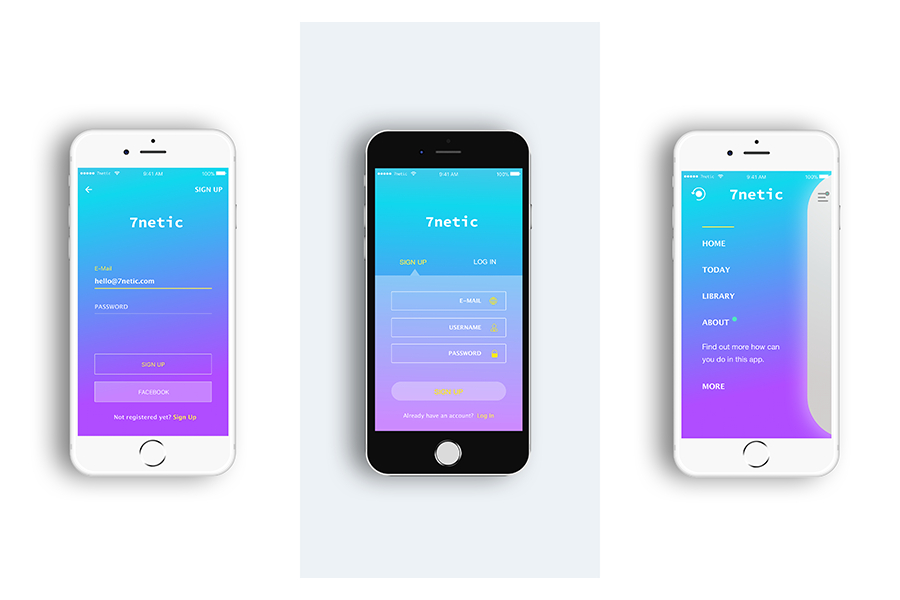 7netic 9:41 AM 100%
SIGN UP
7netic
E-Mail
hello@7netic.com
PASSWORD
SIGN UP
FACEBOOK
Not registered yet? Sign Up
7netic 9:41 AM 100%
7netic
SIGN UP LOG IN
E-MAIL
USERNAME
PASSWORD
SIGN UP
Already have an account? Log In
7netic 9:41 AM 100%
7netic
HOME
TODAY
LIBRARY
ABOUT
Find out more how can
you do in this app.
MORE